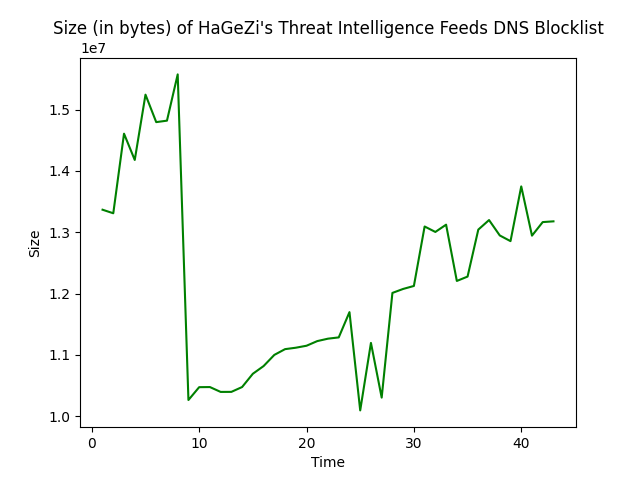 Size (in bytes) of HaGeZi's Threat Intelligence Feeds DNS Blocklist
1e7
1.5
1.4
1.3
1.2
1.1
1.0
Size
0 10 20 30 40
Time